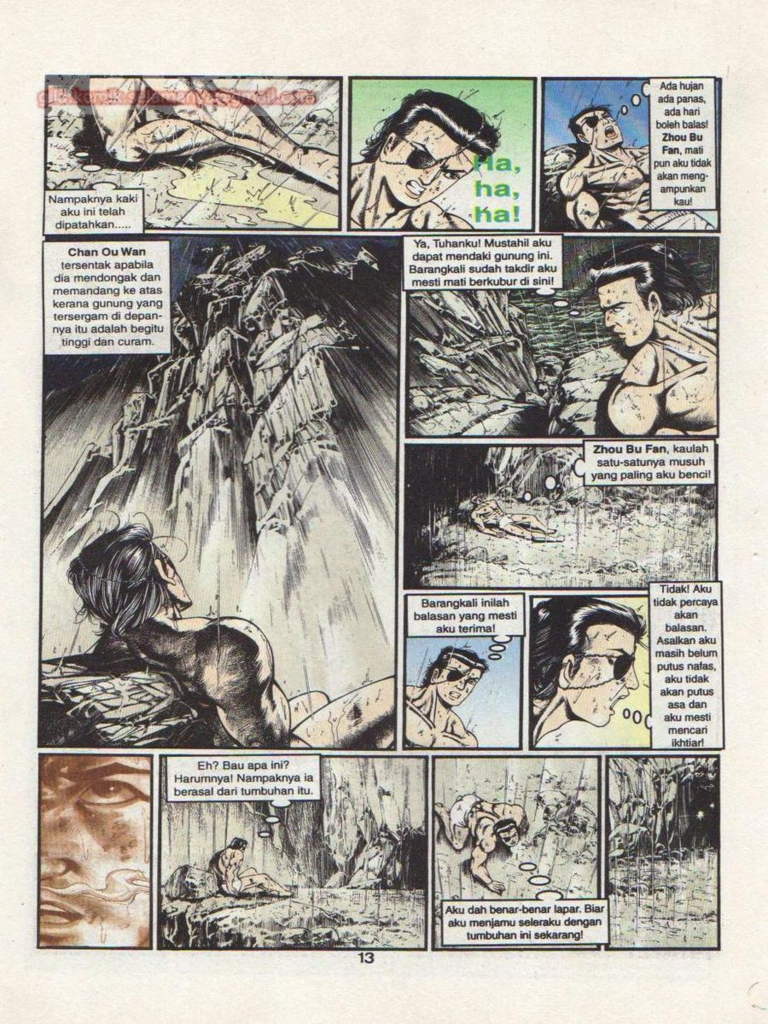 Nampaknya kaki
aku ini telah
dipatahkan.....
Ha,
ha,
ha!
Ada hujan
ada panas,
ada hari
boleh balas!
Zhou Bu
Fan, mati
pun aku tidak
akan meng-
ampunkan
kau!
Chan Ou Wan
tersentak apabila
dia mendongak dan
memandang ke atas
kerana gunung yang
tersergam di depan-
nya itu adalah begitu
tinggi dan curam.
Ya, Tuhanku! Mustahil aku
dapat mendaki gunung ini.
Barangkali sudah takdir aku
mesti mati berkubur di sini!
Zhou Bu Fan, kaulah
satu-satunya musuh
yang paling aku benci!
Barangkali inilah
balasan yang mesti
aku terima!
Tidak! Aku
tidak percaya
akan
balasan.
Asalkan aku
masih belum
putus nafas,
aku tidak
akan putus
asa dan
aku mesti
mencari
ikhtiar!
Eh? Bau apa ini?
Harumnya! Nampaknya ia
berasal dari tumbuhan itu.
Aku dah benar-benar lapar. Biar
aku menjamu seleraku dengan
tumbuhan ini sekarang!
13